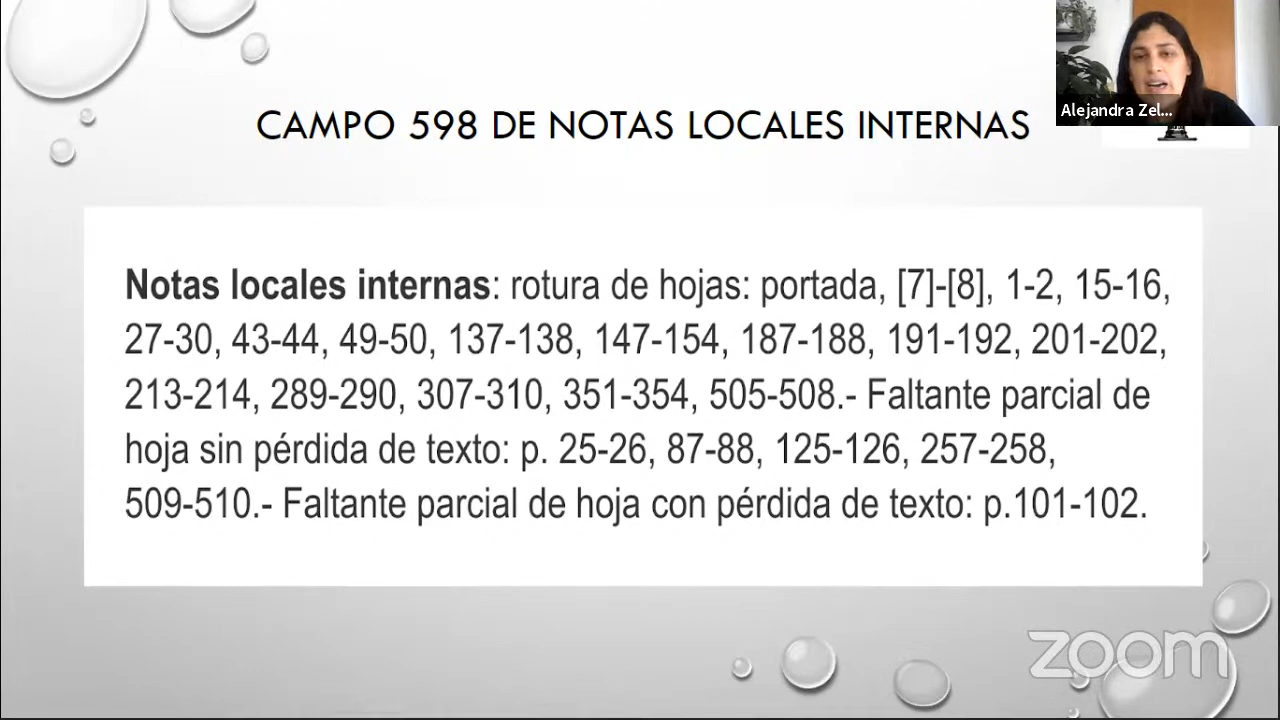 Alejandra Zel...
CAMPO 598 DE NOTAS LOCALES INTERNAS
Notas locales internas: rotura de hojas: portada, [7]-[8], 1-2, 15-16,
27-30, 43-44, 49-50, 137-138, 147-154, 187-188, 191-192, 201-202,
213-214, 289-290, 307-310, 351-354, 505-508.- Faltante parcial de
hoja sin pérdida de texto: p. 25-26, 87-88, 125-126, 257-258,
509-510.- Faltante parcial de hoja con pérdida de texto: p.101-102.
zoom